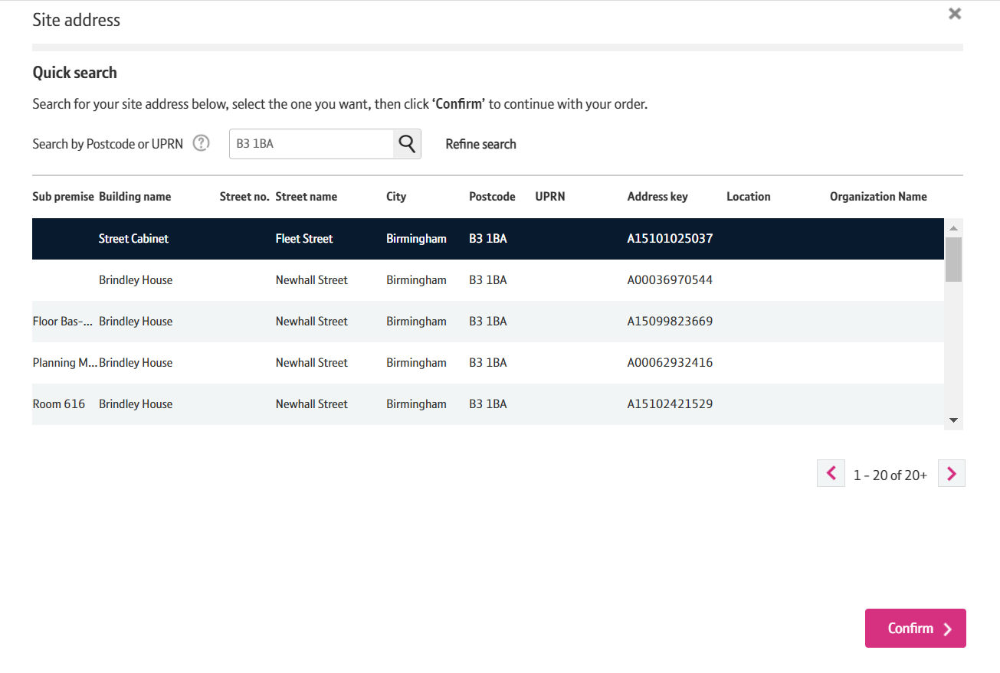 Site address
Quick search
Search for your site address below, select the one you want, then click ‘Confirm’ to continue with your order.
Search by Postcode or UPRN ? B3 1BA Refine search
Sub premise Building name Street no. Street name City Postcode UPRN Address key Location Organization Name
Street Cabinet Fleet Street Birmingham B3 1BA A15101025037
Brindley House Newhall Street Birmingham B3 1BA A00036970544
Floor Bas-... Brindley House Newhall Street Birmingham B3 1BA A15099823669
Planning M... Brindley House Newhall Street Birmingham B3 1BA A00062932416
Room 616 Brindley House Newhall Street Birmingham B3 1BA A15102421529
1 - 20 of 20+
Confirm